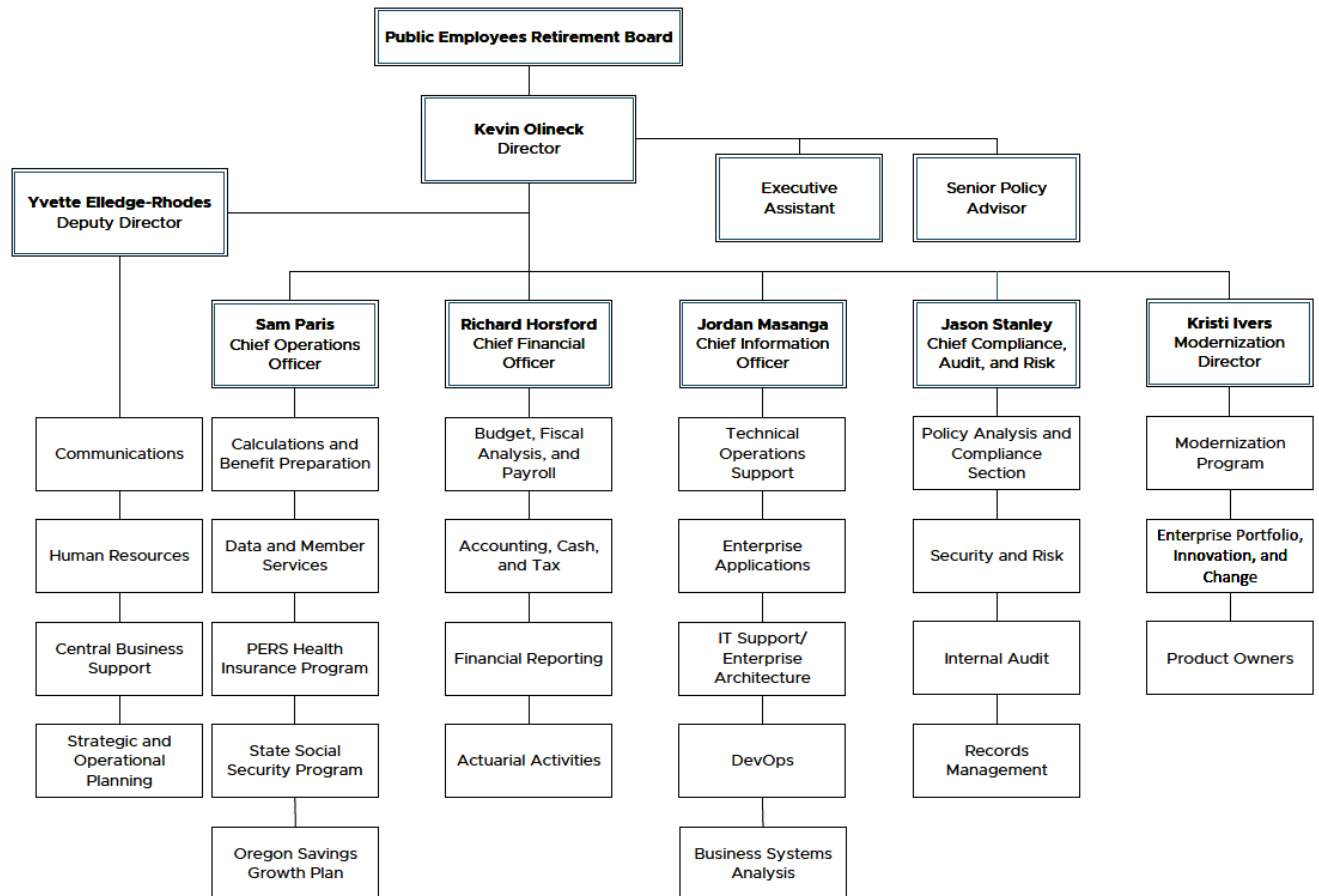 Public Employees Retirement Board
Kevin Olineck
Director
Executive
Assistant
Senior Policy
Advisor
Yvette Elledge-Rhodes
Deputy Director
Sam Paris
Chief Operations
Officer
Richard Horsford
Chief Financial
Officer
Jordan Masanga
Chief Information
Officer
Jason Stanley
Chief Compliance,
Audit, and Risk
Kristi Ivers
Modernization
Director
Communications
Calculations and
Benefit Preparation
Budget, Fiscal
Analysis, and
Payroll
Technical
Operations
Support
Policy Analysis and
Compliance
Section
Modernization
Program
Human Resources
Data and Member
Services
Accounting, Cash,
and Tax
Enterprise
Applications
Security and Risk
Enterprise Portfolio,
Innovation, and
Change
Central Business
Support
PERS Health
Insurance Program
Financial Reporting
IT Support/
Enterprise
Architecture
Internal Audit
Product Owners
Strategic and
Operational
Planning
State Social
Security Program
Actuarial Activities
DevOps
Records
Management
Oregon Savings
Growth Plan
Business Systems
Analysis